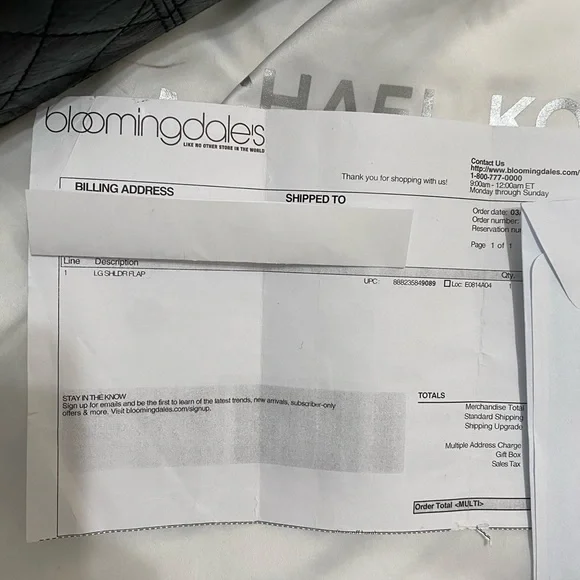 HAEL KO
bloomingdale's
LIKE NO OTHER STORE IN THE WORLD
Thank you for shopping with us!
Contact Us
http://www.bloomingdales.com/
1-800-777-0000
9:00am - 12:00am ET
Monday through Sunday
BILLING ADDRESS
SHIPPED TO
Order date: 03/
Order number:
Reservation nu
Page 1 of 1
Line Description Qty.
1 LG SHLDR FLAP UPC: 888235849089 Loc: E0814A04
STAY IN THE KNOW
Sign up for emails and be the first to learn of the latest trends, new arrivals, subscriber-only
offers & more. Visit bloomingdales.com/signup.
TOTALS
Merchandise Total
Standard Shipping
Shipping Upgrade
Multiple Address Charge
Gift Box
Sales Tax
Order Total <MULTI>